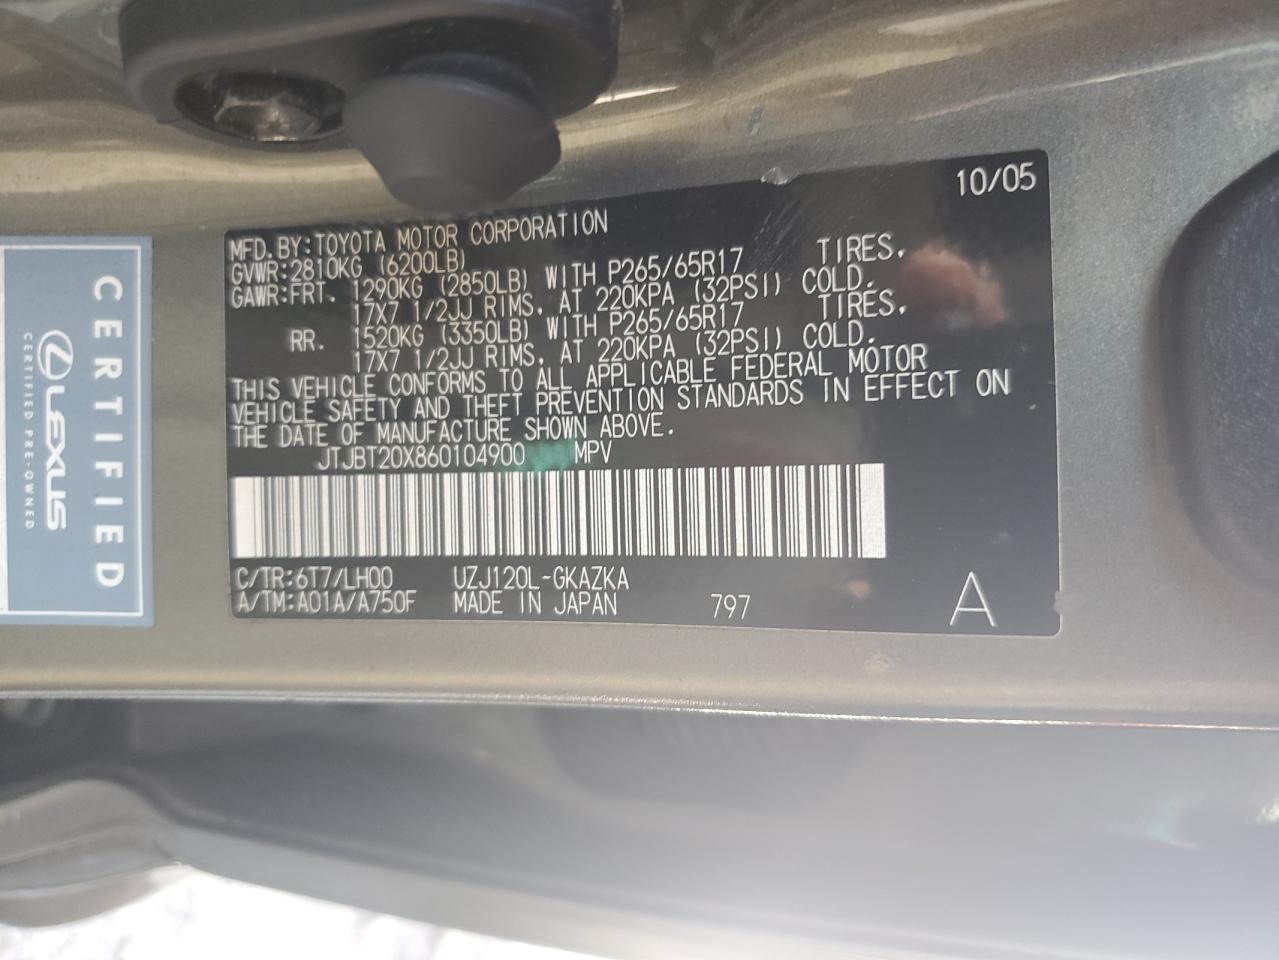 10/05
MFD. BY: TOYOTA MOTOR CORPORATION
GVWR: 2810KG (6200LB)
GAWR: FRT. 1290KG (2850LB) WITH P265/65R17 TIRES,
17X7 1/2JJ RIMS, AT 220KPA (32PSI) COLD.
RR. 1520KG (3350LB) WITH P265/65R17 TIRES,
17X7 1/2JJ RIMS, AT 220KPA (32PSI) COLD.
THIS VEHICLE CONFORMS TO ALL APPLICABLE FEDERAL MOTOR
VEHICLE SAFETY AND THEFT PREVENTION STANDARDS IN EFFECT ON
THE DATE OF MANUFACTURE SHOWN ABOVE.
JTJBT20X860104900 MPV
C/TR: 6T7/LH00 UZJ120L-GKAZKA
A/TM: A01A/A750F MADE IN JAPAN 797 A
CERTIFIED
LEXUS
CERTIFIED PRE-OWNED